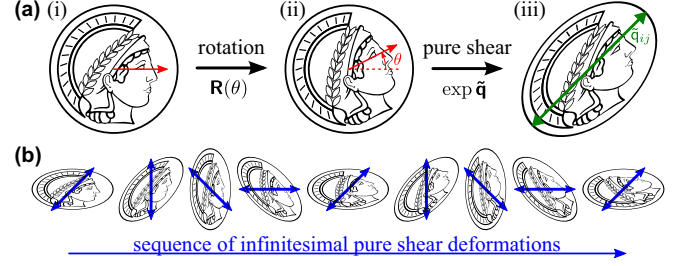 (a) (i) (ii) (iii)
rotation pure shear
R(θ) exp q̃
θ
q̃ij
(b)
sequence of infinitesimal pure shear deformations